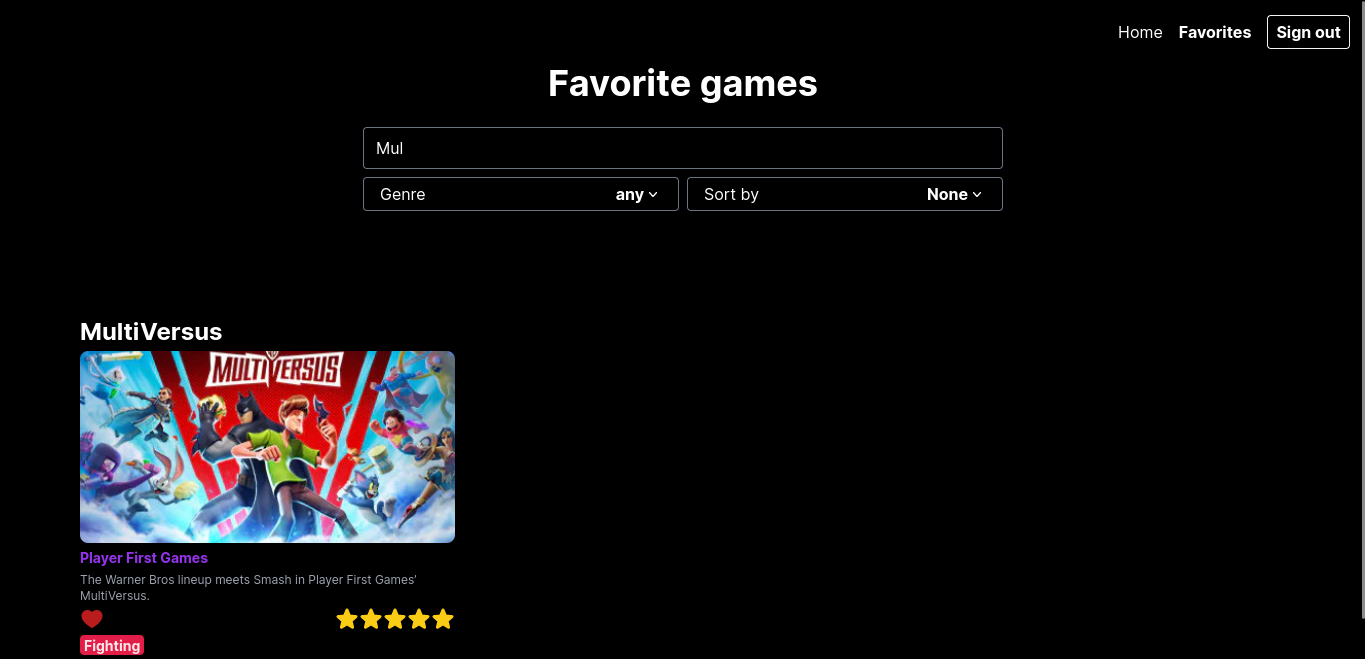 Home Favorites Sign out
Favorite games
Mul
Genre any Sort by None
MultiVersus
MULTIVERSUS
Player First Games
The Warner Bros lineup meets Smash in Player First Games’
MultiVersus.
Fighting